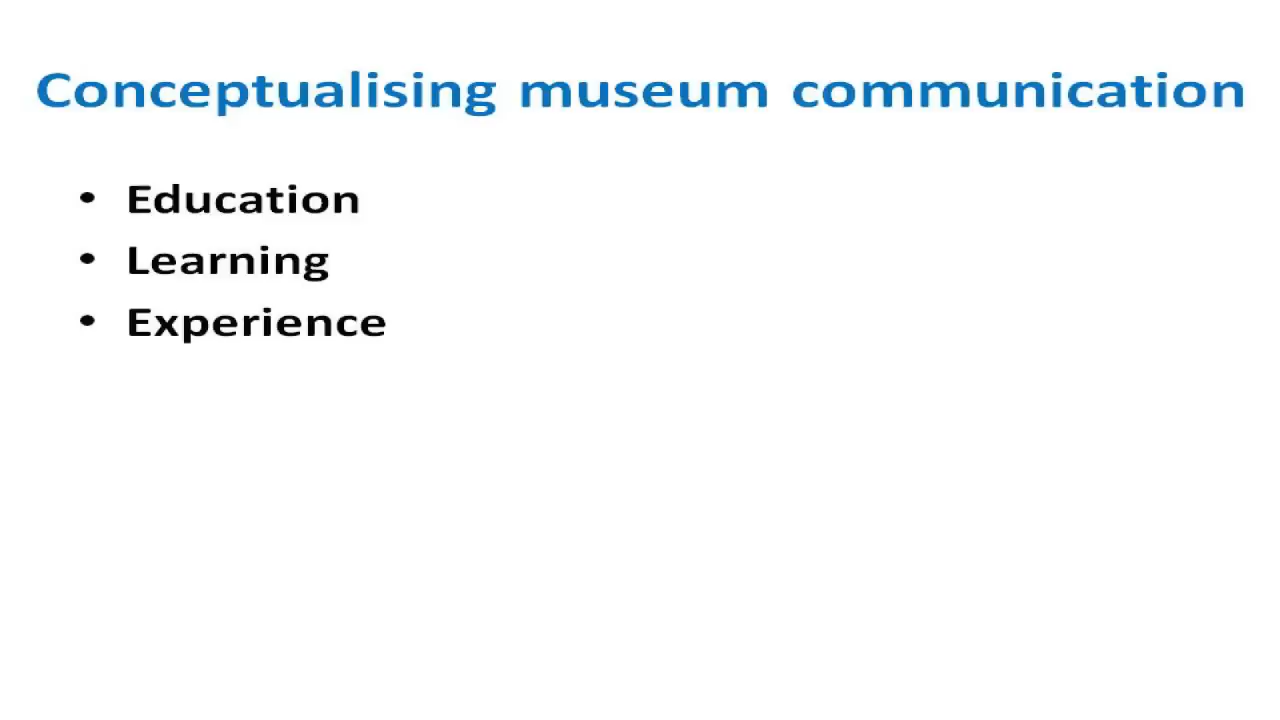 Conceptualising museum communication
• Education
• Learning
• Experience